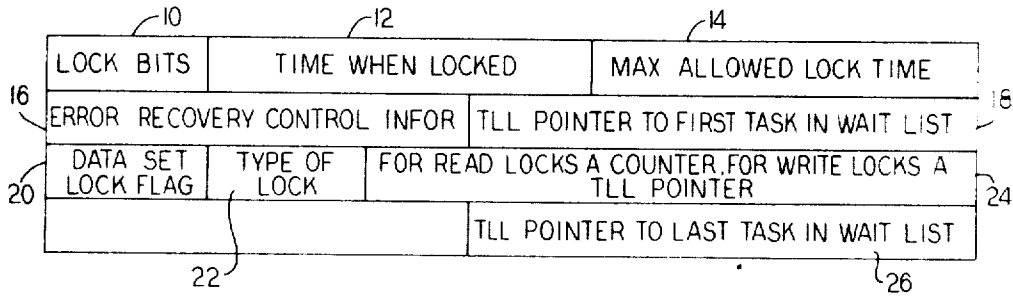 10 12 14
LOCK BITS TIME WHEN LOCKED MAX ALLOWED LOCK TIME
16 ERROR RECOVERY CONTROL INFOR TLL POINTER TO FIRST TASK IN WAIT LIST 18
20 DATA SET LOCK FLAG
TYPE OF LOCK
FOR READ LOCKS A COUNTER,FOR WRITE LOCKS A
TLL POINTER
24
TLL POINTER TO LAST TASK IN WAIT LIST
22 26